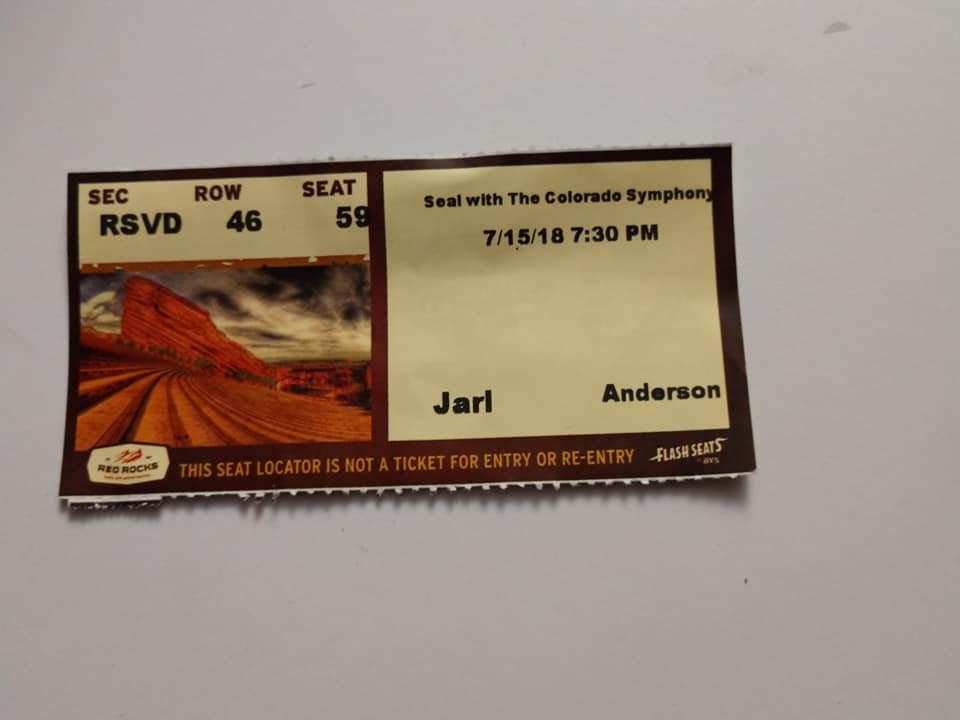 SEC ROW SEAT
RSVD 46 59
Seal with The Colorado Symphony
7/15/18 7:30 PM
Jarl Anderson
RED ROCKS
THIS SEAT LOCATOR IS NOT A TICKET FOR ENTRY OR RE-ENTRY
FLASH SEATS
AXS